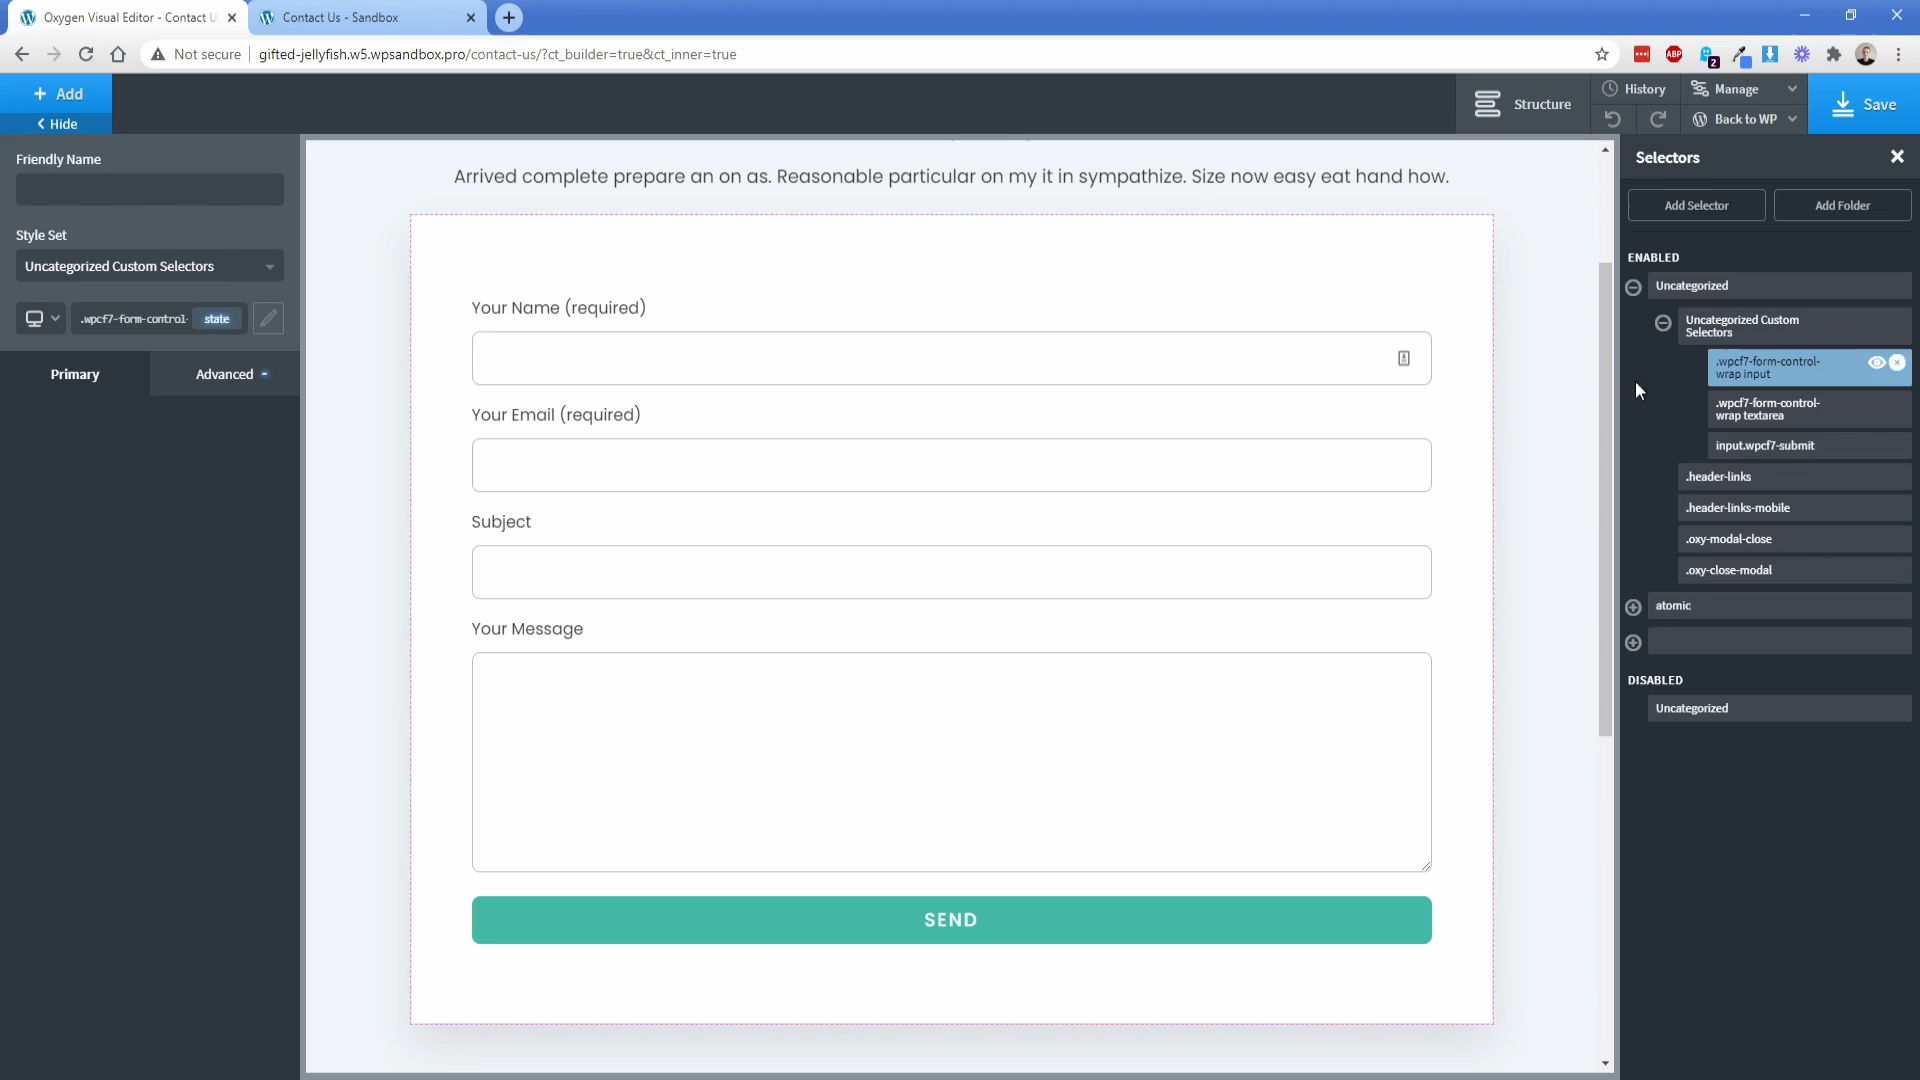 Oxygen Visual Editor - Contact U
Contact Us - Sandbox
Not secure
gifted-jellyfish.w5.wpsandbox.pro/contact-us/?ct_builder=true&ct_inner=true
ABP
2
+ Add
Hide
Structure
History
Manage
Back to WP
Save
Friendly Name
Style Set
Uncategorized Custom Selectors
.wpcf7-form-control-
state
Primary
Advanced
Arrived complete prepare an on as. Reasonable particular on my it in sympathize. Size now easy eat hand how.
Your Name (required)
Your Email (required)
Subject
Your Message
SEND
Selectors
Add Selector
Add Folder
ENABLED
Uncategorized
Uncategorized Custom
Selectors
.wpcf7-form-control-
wrap input
.wpcf7-form-control-
wrap textarea
input.wpcf7-submit
.header-links
.header-links-mobile
.oxy-modal-close
.oxy-close-modal
atomic
DISABLED
Uncategorized